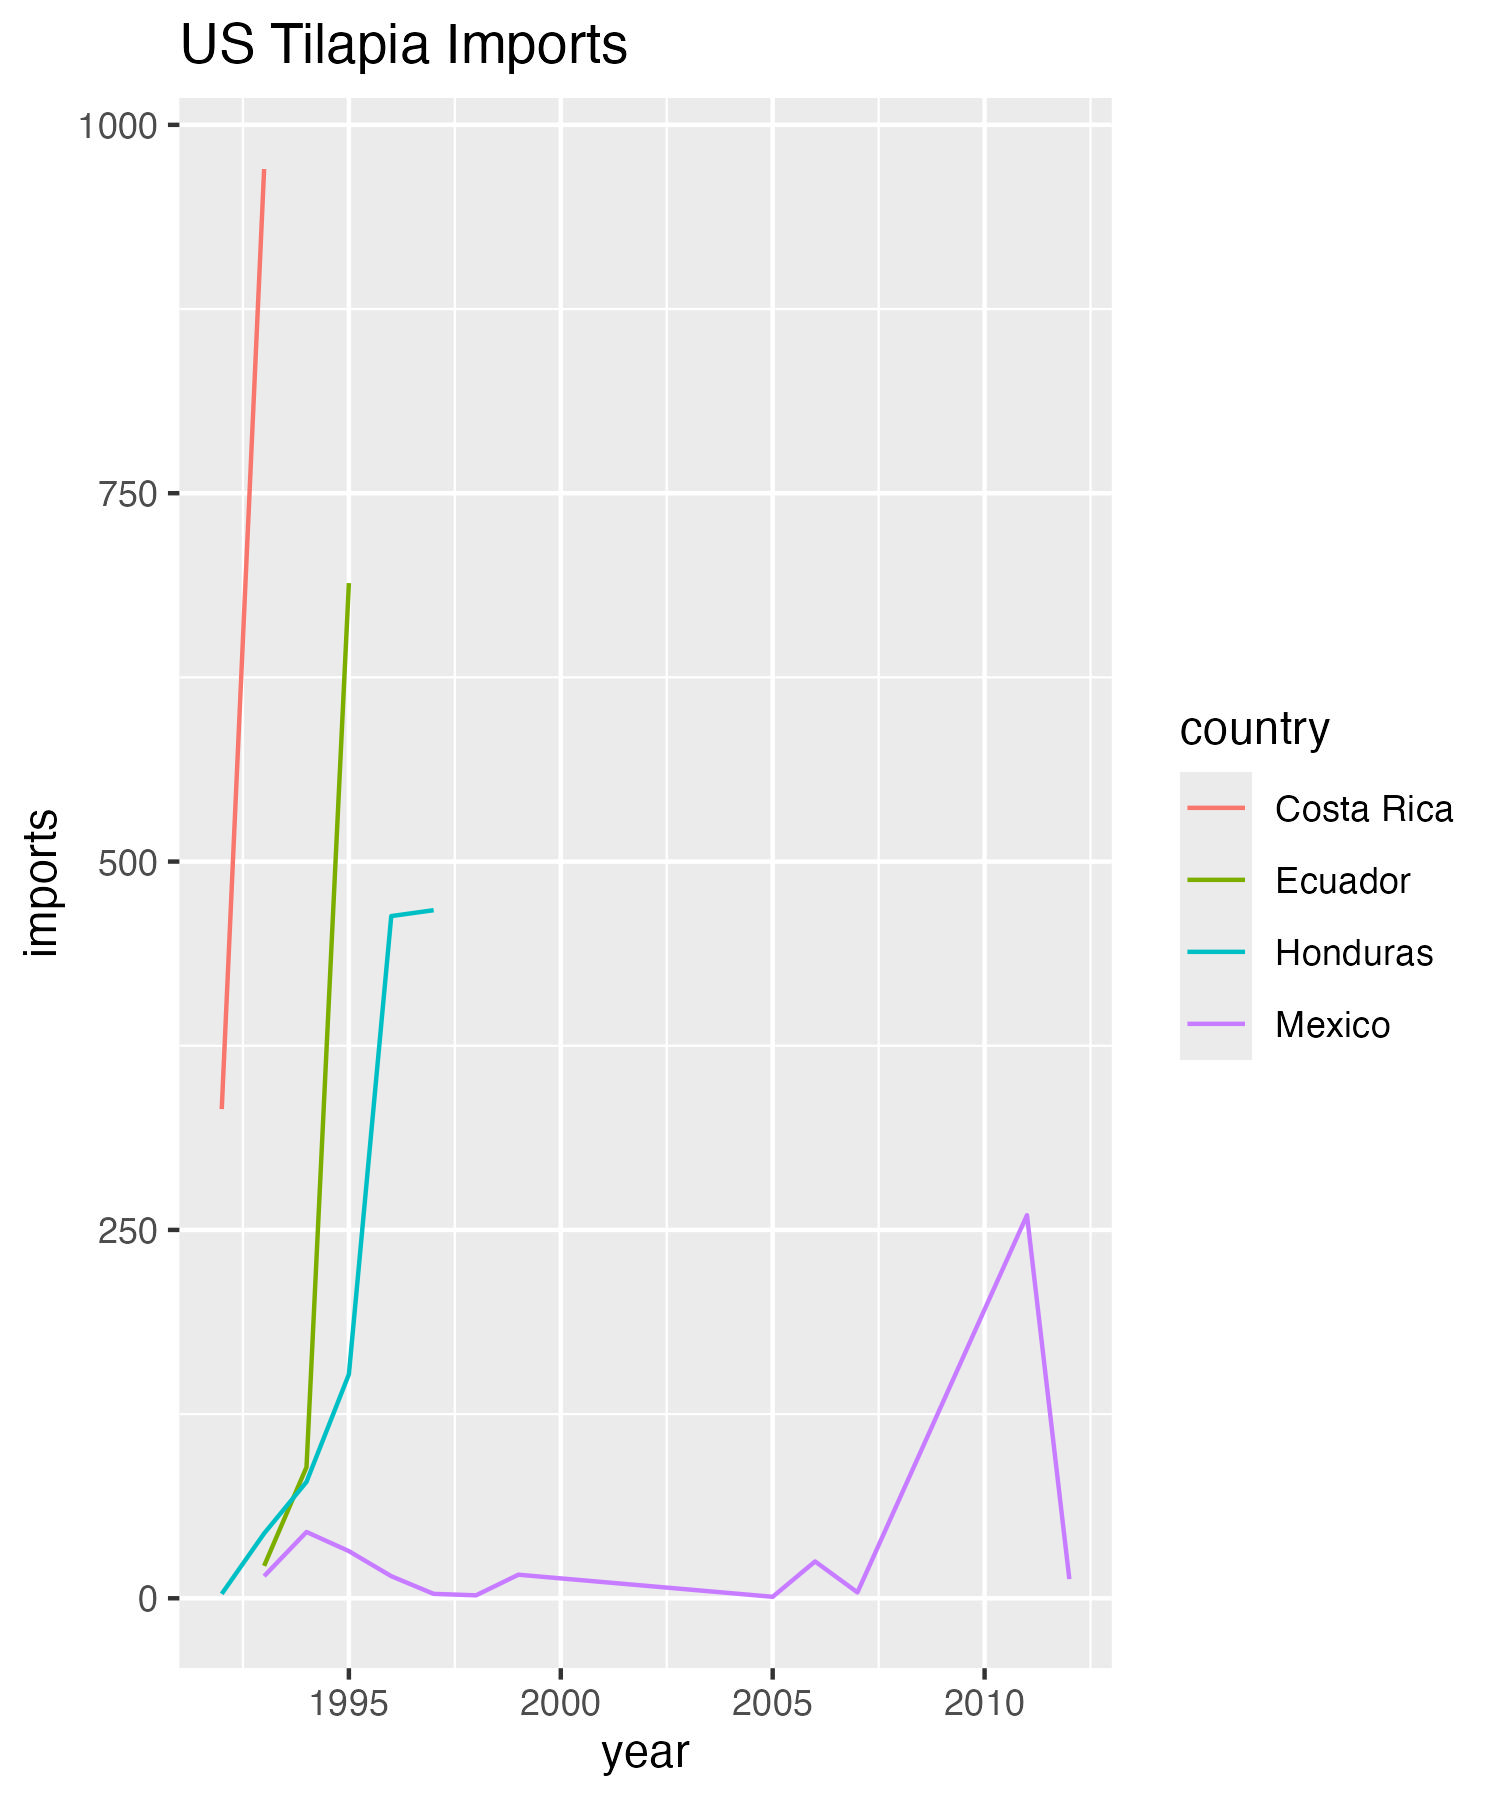 US Tilapia Imports
1000
750
500
250
0
imports
1995 2000 2005 2010
year
country
Costa Rica
Ecuador
Honduras
Mexico